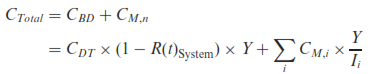 C_Total = C_BD + C_M,n
= C_DT × (1 − R(t)_System) × Y + ∑_i C_M,i × Y/I_i